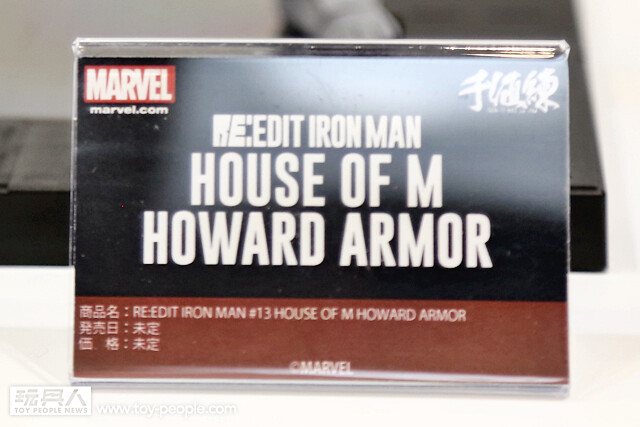 MARVEL
marvel.com
千値練
RE:EDIT IRON MAN
HOUSE OF M
HOWARD ARMOR
商品名：RE:EDIT IRON MAN #13 HOUSE OF M HOWARD ARMOR
発売日：未定
価　格：未定
©MARVEL
玩具人
TOY PEOPLE NEWS
www.toy-people.com